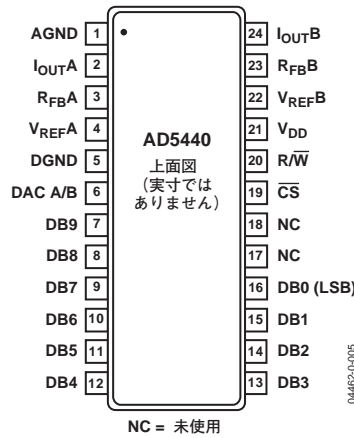 AGND 1
IOUTA 2
RFBA 3
VREFA 4
DGND 5
DAC A/B 6
DB9 7
DB8 8
DB7 9
DB6 10
DB5 11
DB4 12
AD5440
上面図
(実寸では
ありません)
24 IOUTB
23 RFBB
22 VREFB
21 VDD
20 R/W̅
19 C̅S̅
18 NC
17 NC
16 DB0 (LSB)
15 DB1
14 DB2
13 DB3
NC = 未使用
04462-0-005